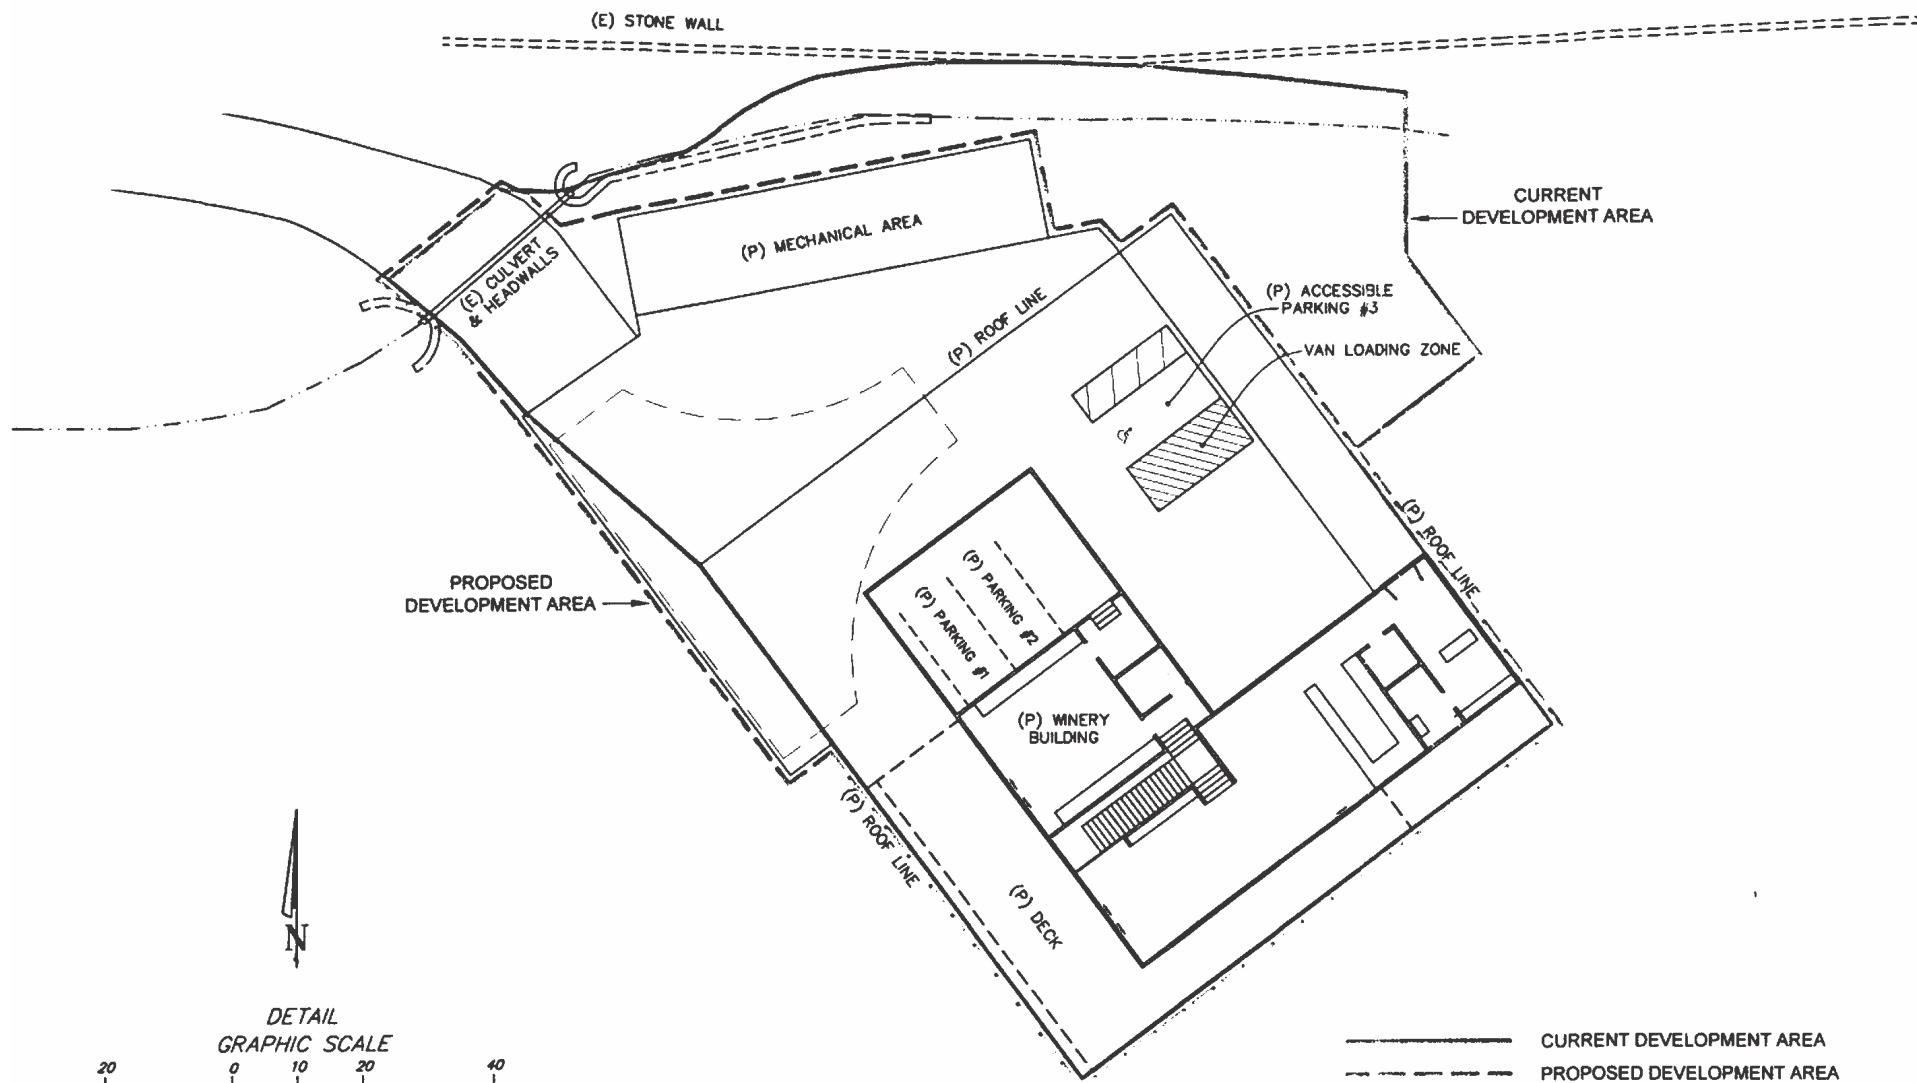 (E) STONE WALL
CURRENT
DEVELOPMENT AREA
(P) MECHANICAL AREA
(E) CULVERT
& HEADWALLS
(P) ACCESSIBLE
PARKING #3
(P) ROOF LINE
VAN LOADING ZONE
(P) ROOF LINE
(P) PARKING #2
(P) PARKING #1
PROPOSED
DEVELOPMENT AREA
(P) WINERY
BUILDING
(P) ROOF LINE
(P) DECK
N
DETAIL
GRAPHIC SCALE
20 0 10 20 40
CURRENT DEVELOPMENT AREA
PROPOSED DEVELOPMENT AREA